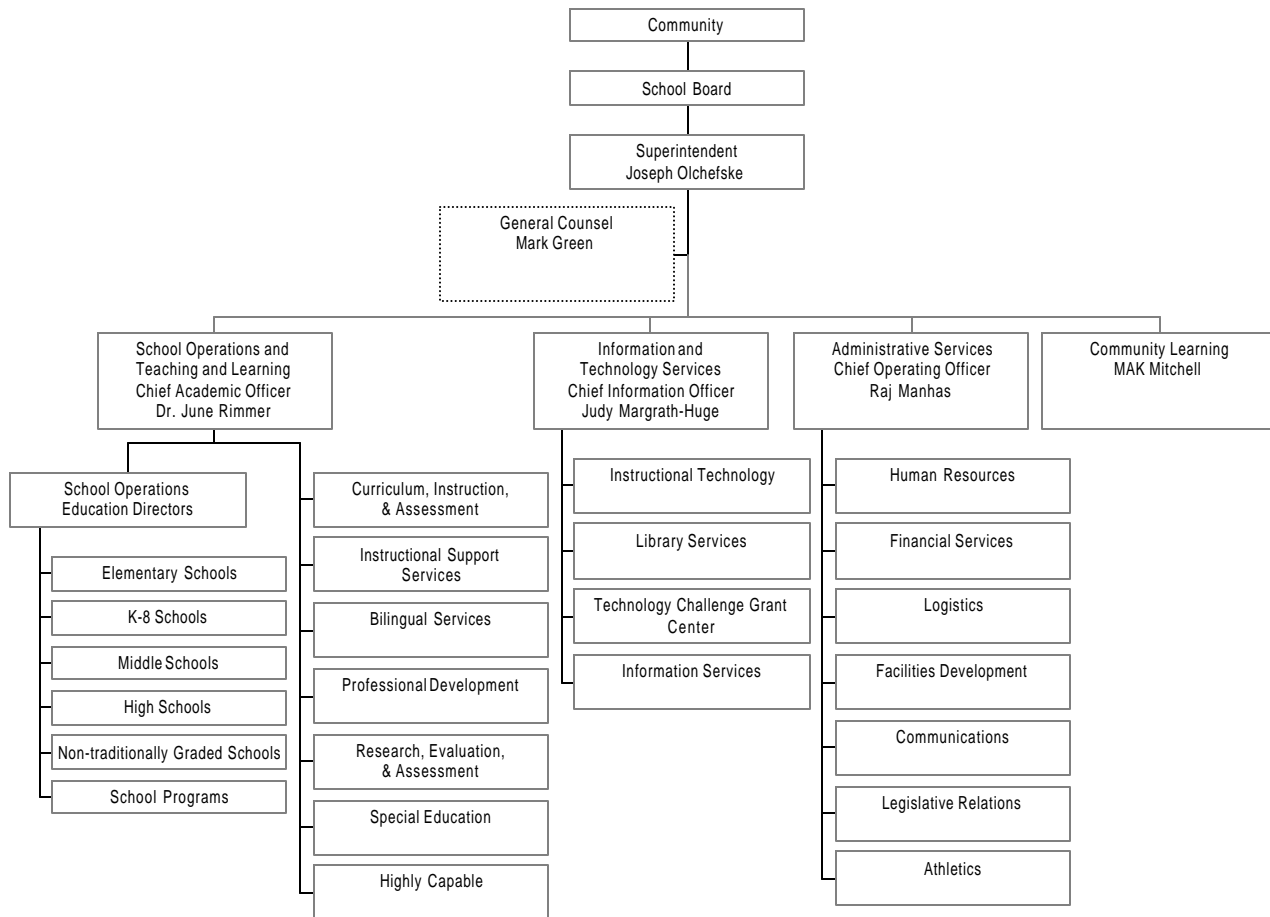 Community
School Board
Superintendent
Joseph Olchefske
General Counsel
Mark Green
School Operations and
Teaching and Learning
Chief Academic Officer
Dr. June Rimmer
Information and
Technology Services
Chief Information Officer
Judy Margrath-Huge
Administrative Services
Chief Operating Officer
Raj Manhas
Community Learning
MAK Mitchell
School Operations
Education Directors
Elementary Schools
K-8 Schools
Middle Schools
High Schools
Non-traditionally Graded Schools
School Programs
Curriculum, Instruction,
& Assessment
Instructional Support
Services
Bilingual Services
Professional Development
Research, Evaluation,
& Assessment
Special Education
Highly Capable
Instructional Technology
Library Services
Technology Challenge Grant
Center
Information Services
Human Resources
Financial Services
Logistics
Facilities Development
Communications
Legislative Relations
Athletics